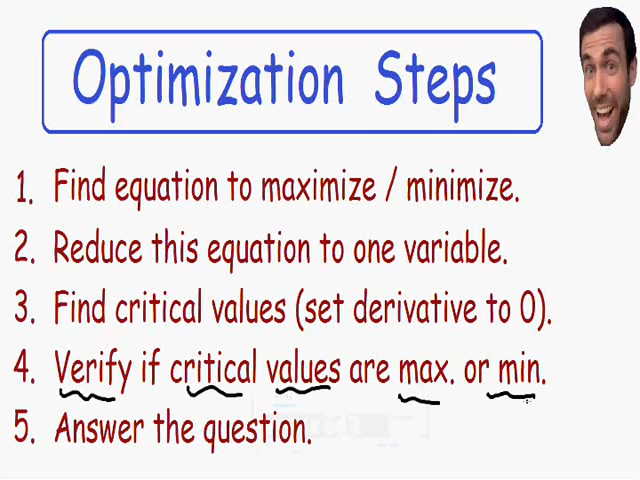 Optimization Steps
1. Find equation to maximize / minimize.
2. Reduce this equation to one variable.
3. Find critical values (set derivative to 0).
4. Verify if critical values are max. or min.
5. Answer the question.